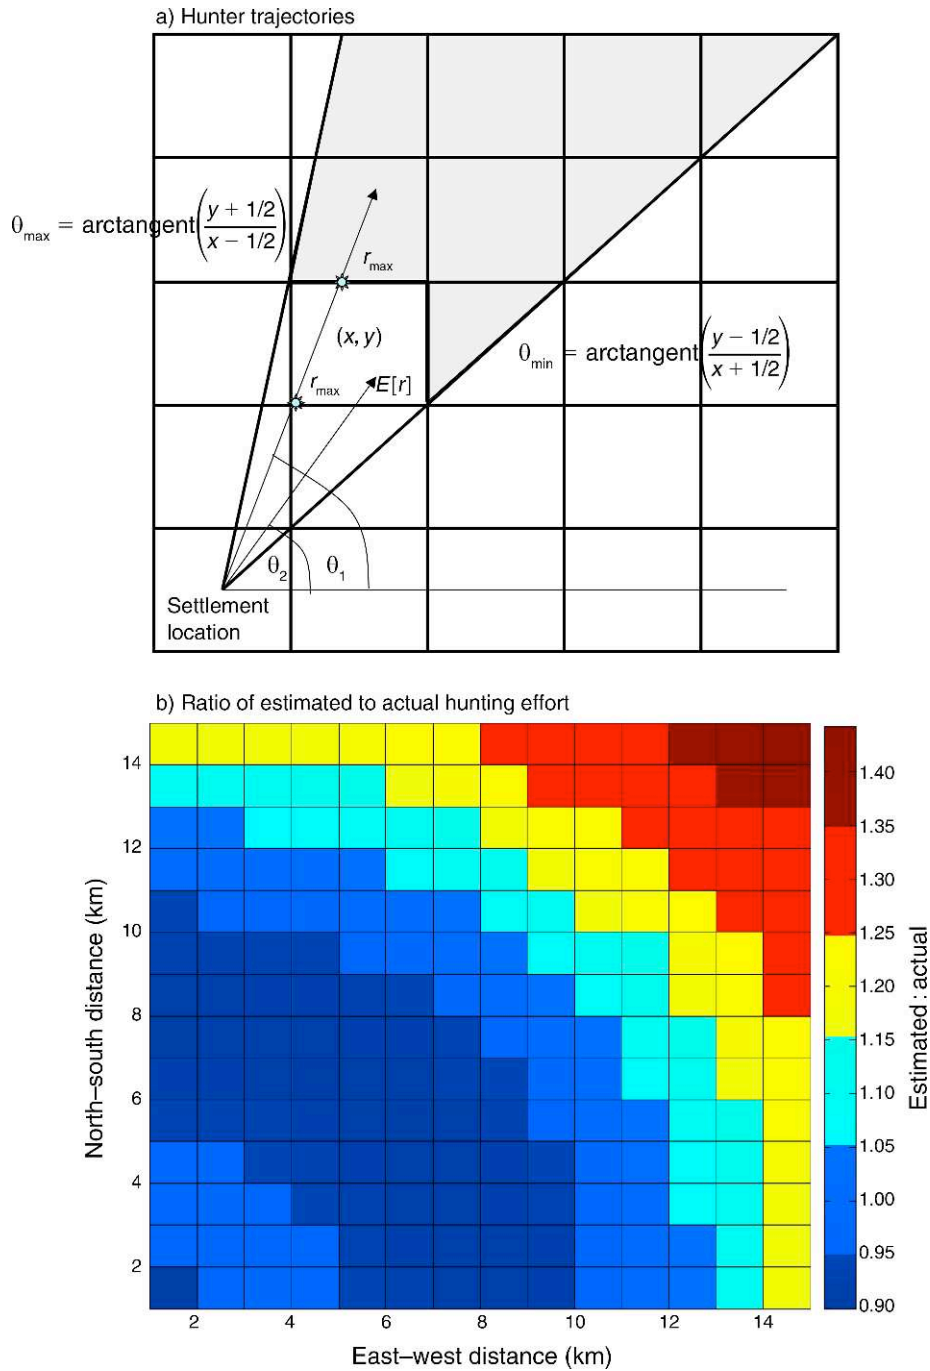 a) Hunter trajectories
θmax = arctangent((y + 1/2)/(x − 1/2))
rmax
(x, y)
θmin = arctangent((y − 1/2)/(x + 1/2))
rmax
E[r]
θ2
θ1
Settlement
location
b) Ratio of estimated to actual hunting effort
14
12
10
8
6
4
2
North–south distance (km)
2 4 6 8 10 12 14
East–west distance (km)
1.40
1.35
1.30
1.25
1.20
1.15
1.10
1.05
1.00
0.95
0.90
Estimated : actual